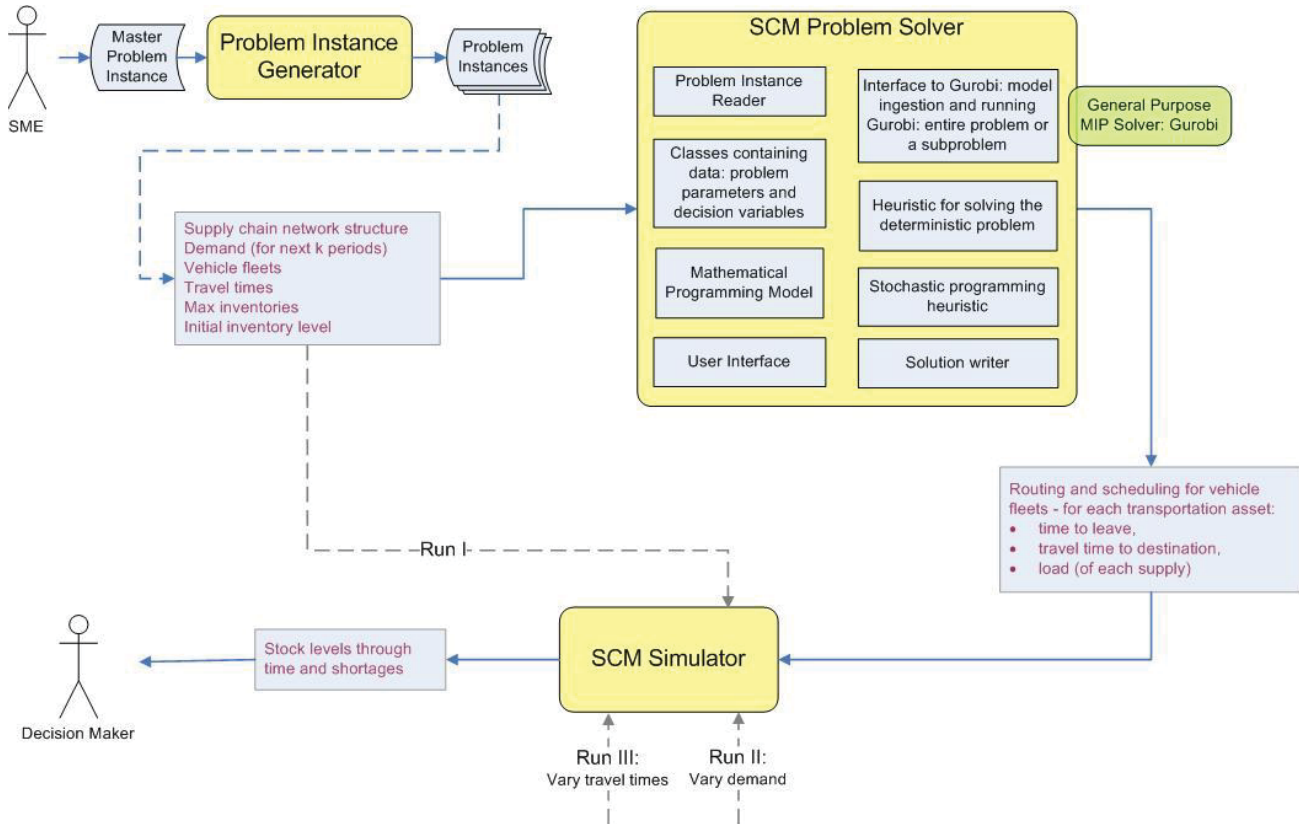 SME
Master
Problem
Instance
Problem Instance
Generator
Problem
Instances
SCM Problem Solver
Problem Instance
Reader
Classes containing
data: problem
parameters and
decision variables
Mathematical
Programming Model
User Interface
Interface to Gurobi: model
ingestion and running
Gurobi: entire problem or
a subproblem
Heuristic for solving the
deterministic problem
Stochastic programming
heuristic
Solution writer
General Purpose
MIP Solver: Gurobi
Supply chain network structure
Demand (for next k periods)
Vehicle fleets
Travel times
Max inventories
Initial inventory level
Run I
Routing and scheduling for vehicle
fleets - for each transportation asset:
• time to leave,
• travel time to destination,
• load (of each supply)
SCM Simulator
Stock levels through
time and shortages
Decision Maker
Run III:
Vary travel times
Run II:
Vary demand